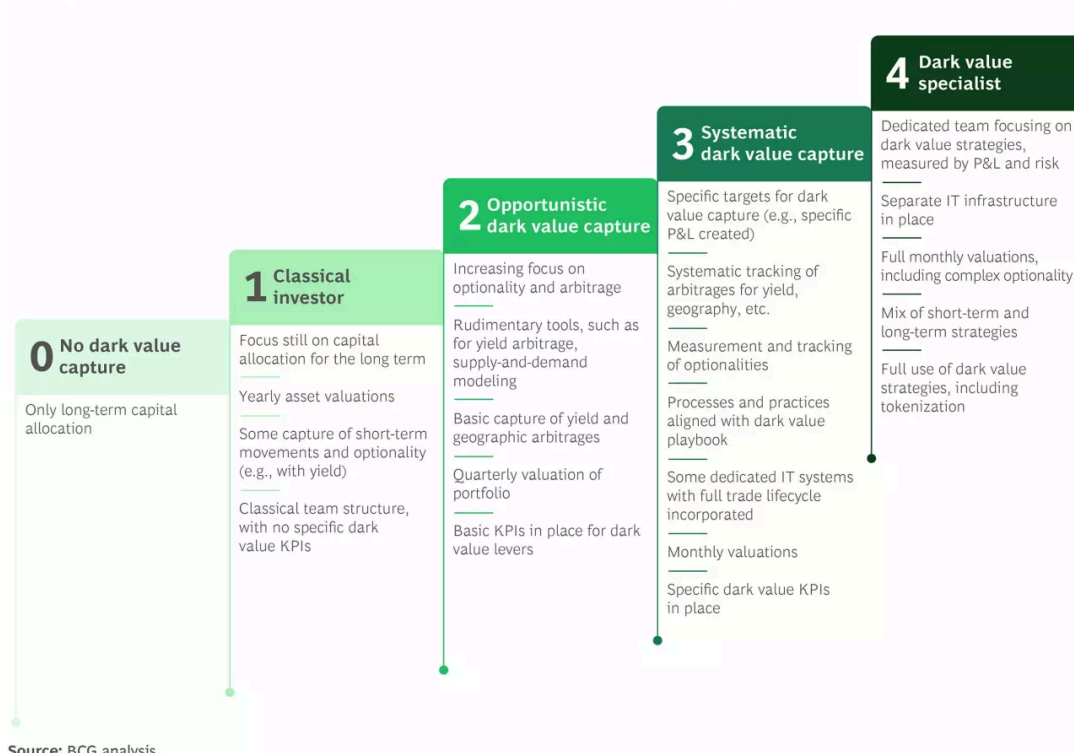 0 No dark value
capture
Only long-term capital
allocation
1 Classical
investor
Focus still on capital
allocation for the long term
Yearly asset valuations
Some capture of short-term
movements and optionality
(e.g., with yield)
Classical team structure,
with no specific dark
value KPIs
2 Opportunistic
dark value capture
Increasing focus on
optionality and arbitrage
Rudimentary tools, such as
for yield arbitrage,
supply-and-demand
modeling
Basic capture of yield and
geographic arbitrages
Quarterly valuation of
portfolio
Basic KPIs in place for dark
value levers
3 Systematic
dark value capture
Specific targets for dark
value capture (e.g., specific
P&L created)
Systematic tracking of
arbitrages for yield,
geography, etc.
Measurement and tracking
of optionalities
Processes and practices
aligned with dark value
playbook
Some dedicated IT systems
with full trade lifecycle
incorporated
Monthly valuations
Specific dark value KPIs
in place
4 Dark value
specialist
Dedicated team focusing on
dark value strategies,
measured by P&L and risk
Separate IT infrastructure
in place
Full monthly valuations,
including complex optionality
Mix of short-term and
long-term strategies
Full use of dark value
strategies, including
tokenization
Source: BCG analysis